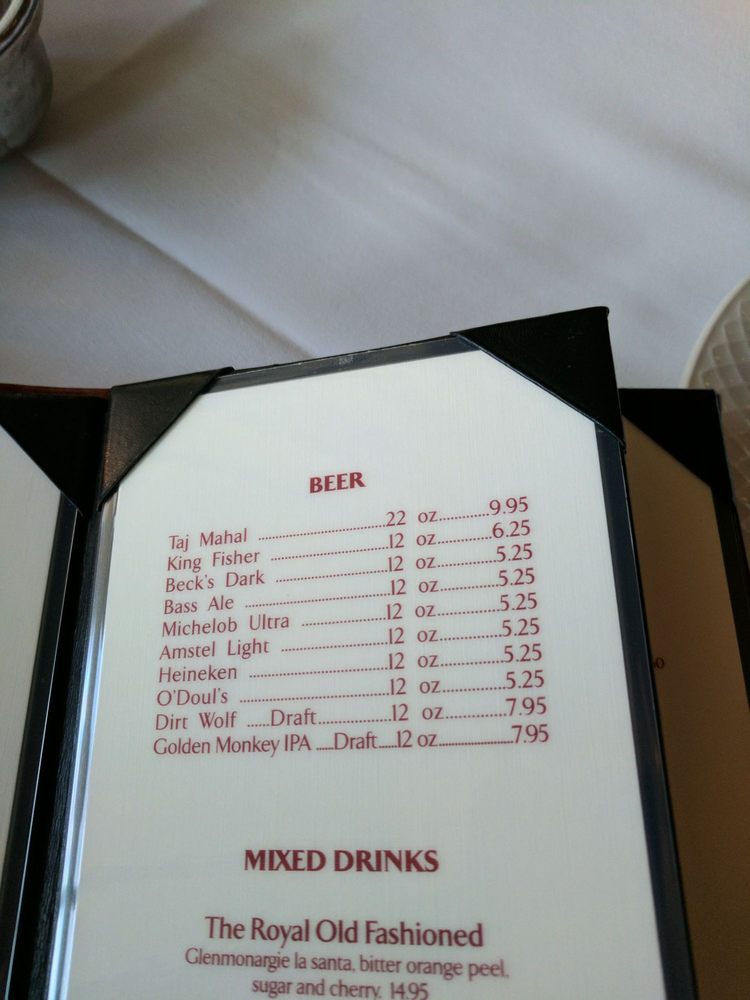 BEER
Taj Mahal ........................22 oz..........9.95
King Fisher ........................12 oz..........6.25
Beck's Dark ........................12 oz..........5.25
Bass Ale ........................12 oz..........5.25
Michelob Ultra ........................12 oz..........5.25
Amstel Light ........................12 oz..........5.25
Heineken ........................12 oz..........5.25
O'Doul's ........................12 oz..........5.25
Dirt Wolf ......Draft..................12 oz..........7.95
Golden Monkey IPA .....Draft.....12 oz....................7.95
MIXED DRINKS
The Royal Old Fashioned
Glenmonargie la santa, bitter orange peel,
sugar and cherry. 14.95